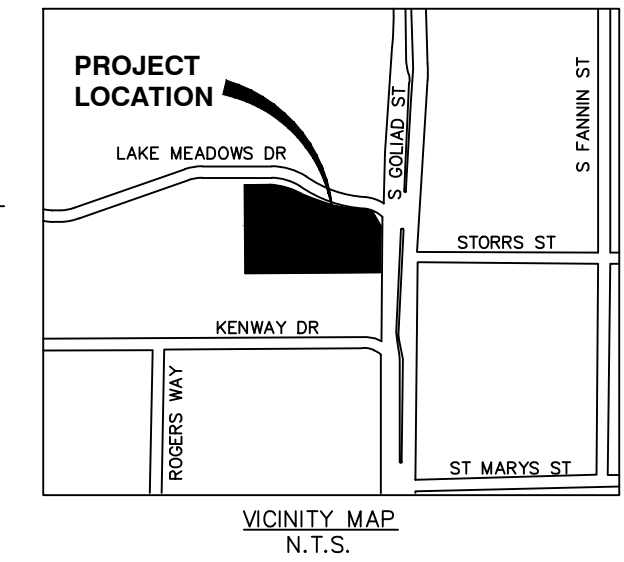 PROJECT
LOCATION
S GOLIAD ST
S FANNIN ST
LAKE MEADOWS DR
STORRS ST
KENWAY DR
ROGERS WAY
ST MARYS ST
VICINITY MAP
N.T.S.